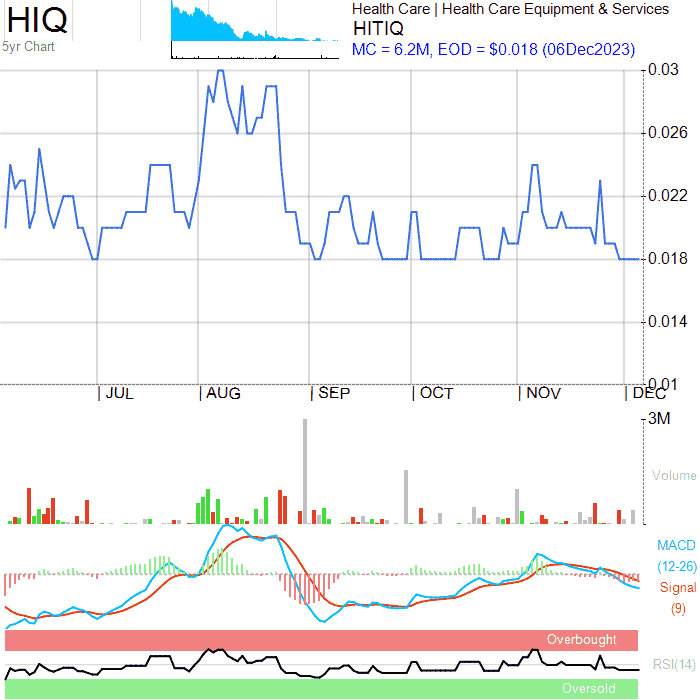 HIQ
5yr Chart
Health Care | Health Care Equipment & Services
HITIQ
MC = 6.2M, EOD = $0.018 (06Dec2023)
0.03
0.026
0.022
0.018
0.014
0.01
JUL
AUG
SEP
OCT
NOV
DEC
3M
Volume
MACD
(12-26)
Signal
(9)
Overbought
RSI(14)
Oversold